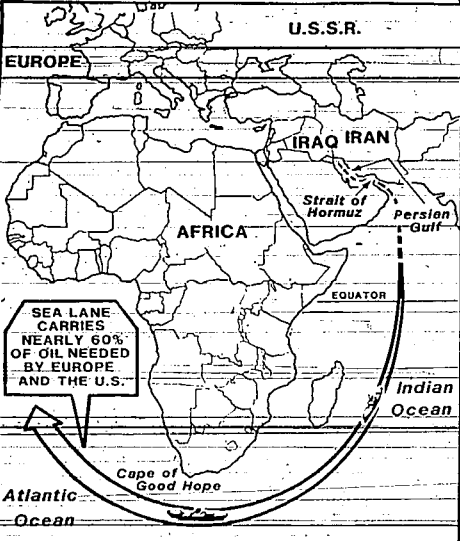 U.S.S.R.
EUROPE
IRAQ
IRAN
Strait of
Hormuz
Persian
Gulf
AFRICA
EQUATOR
SEA LANE
CARRIES
NEARLY 60%
OF OIL NEEDED
BY EUROPE
AND THE U.S.
Indian
Ocean
Cape of
Good Hope
Atlantic
Ocean